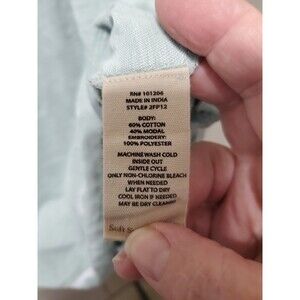 RN# 101204
MADE IN INDIA
STYLE# 2FP12
BODY:
60% COTTON
40% MODAL
EMBROIDERY:
100% POLYESTER
MACHINE WASH COLD
INSIDE OUT
GENTLE CYCLE
ONLY NON-CHLORINE BLEACH
WHEN NEEDED
LAY FLAT TO DRY
COOL IRON IF NEEDED
MAY BE DRY CLEANED
Soft